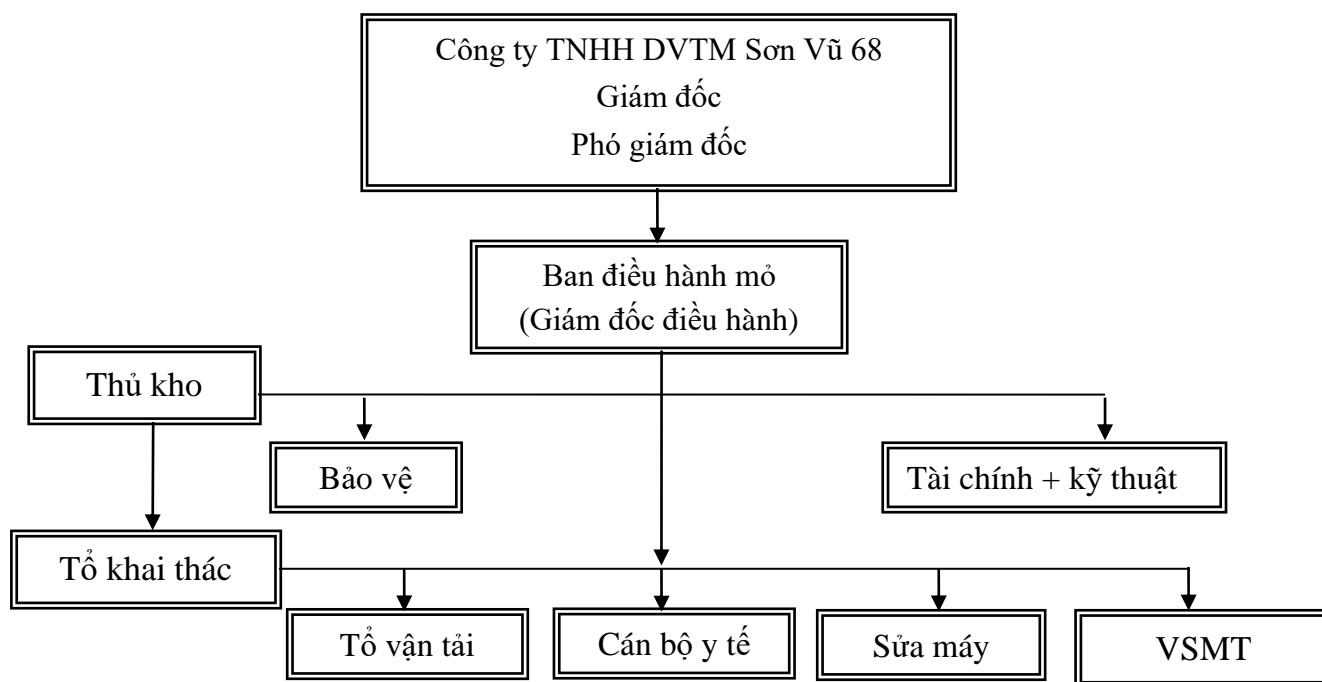 Công ty TNHH DVTM Sơn Vũ 68
Giám đốc
Phó giám đốc
Ban điều hành mỏ
(Giám đốc điều hành)
Thủ kho
Bảo vệ
Tài chính + kỹ thuật
Tổ khai thác
Tổ vận tải
Cán bộ y tế
Sửa máy
VSMT